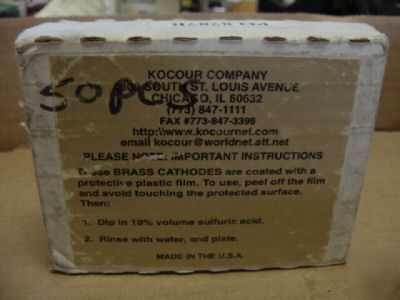 KOCOUR COMPANY
4800 SOUTH ST. LOUIS AVENUE
CHICAGO, IL 60632
(773) 847-1111
FAX #773-847-3399
http://www.kocournet.com
email kocour@worldnet.att.net
50 PCS
PLEASE NOTE: IMPORTANT INSTRUCTIONS
These BRASS CATHODES are coated with a
protective plastic film. To use, peel off the film
and avoid touching the protected surface.
Then:
1. Dip in 10% volume sulfuric acid.
2. Rinse with water, and plate.
MADE IN THE U.S.A.